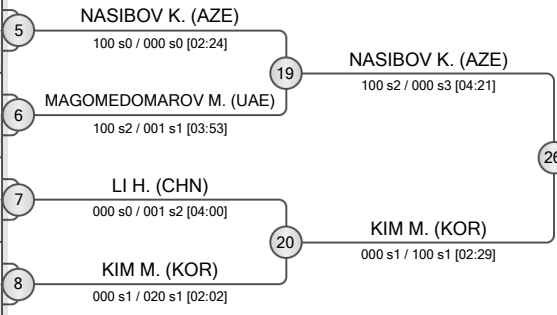 5
NASIBOV K. (AZE)
100 s0 / 000 s0 [02:24]
19
NASIBOV K. (AZE)
100 s2 / 000 s3 [04:21]
6
MAGOMEDOMAROV M. (UAE)
100 s2 / 001 s1 [03:53]
26
7
LI H. (CHN)
000 s0 / 001 s2 [04:00]
20
KIM M. (KOR)
000 s1 / 100 s1 [02:29]
8
KIM M. (KOR)
000 s1 / 020 s1 [02:02]